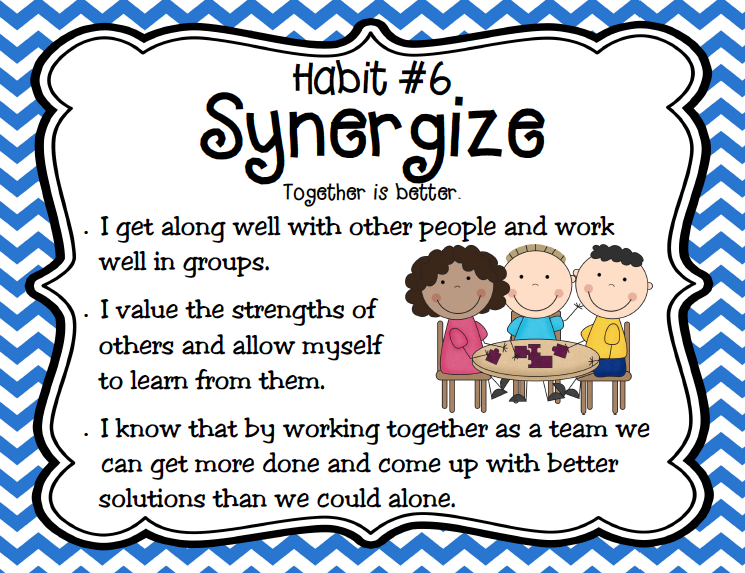 Habit #6
Synergize
Together is better.
. I get along well with other people and work
well in groups.
. I value the strengths of
others and allow myself
to learn from them.
. I know that by working together as a team we
can get more done and come up with better
solutions than we could alone.